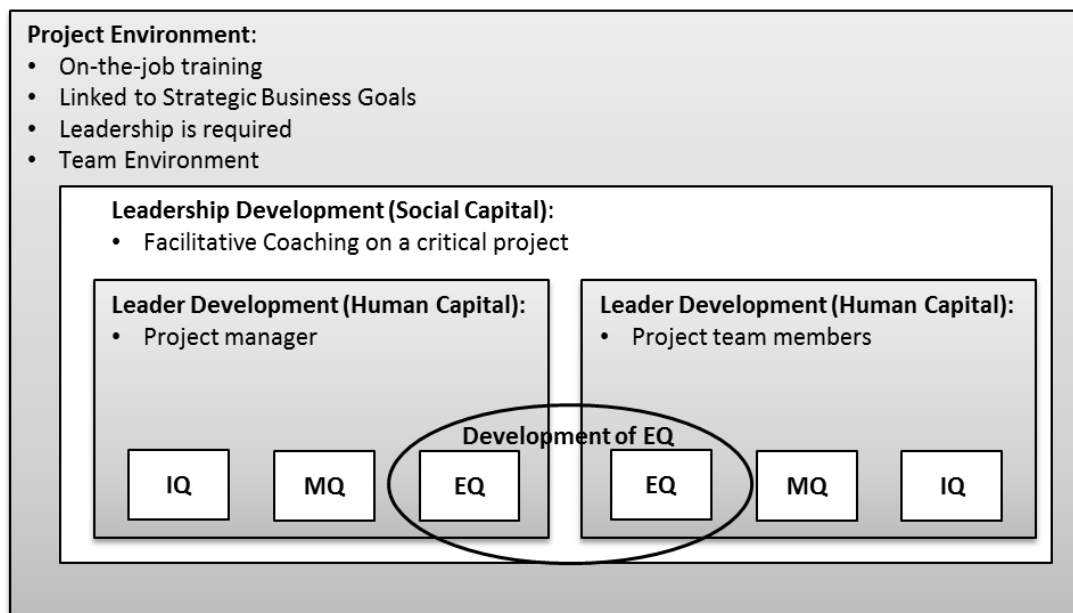 Project Environment:
• On-the-job training
• Linked to Strategic Business Goals
• Leadership is required
• Team Environment
Leadership Development (Social Capital):
• Facilitative Coaching on a critical project
Leader Development (Human Capital):
• Project manager
Leader Development (Human Capital):
• Project team members
Development of EQ
IQ
MQ
EQ
EQ
MQ
IQ